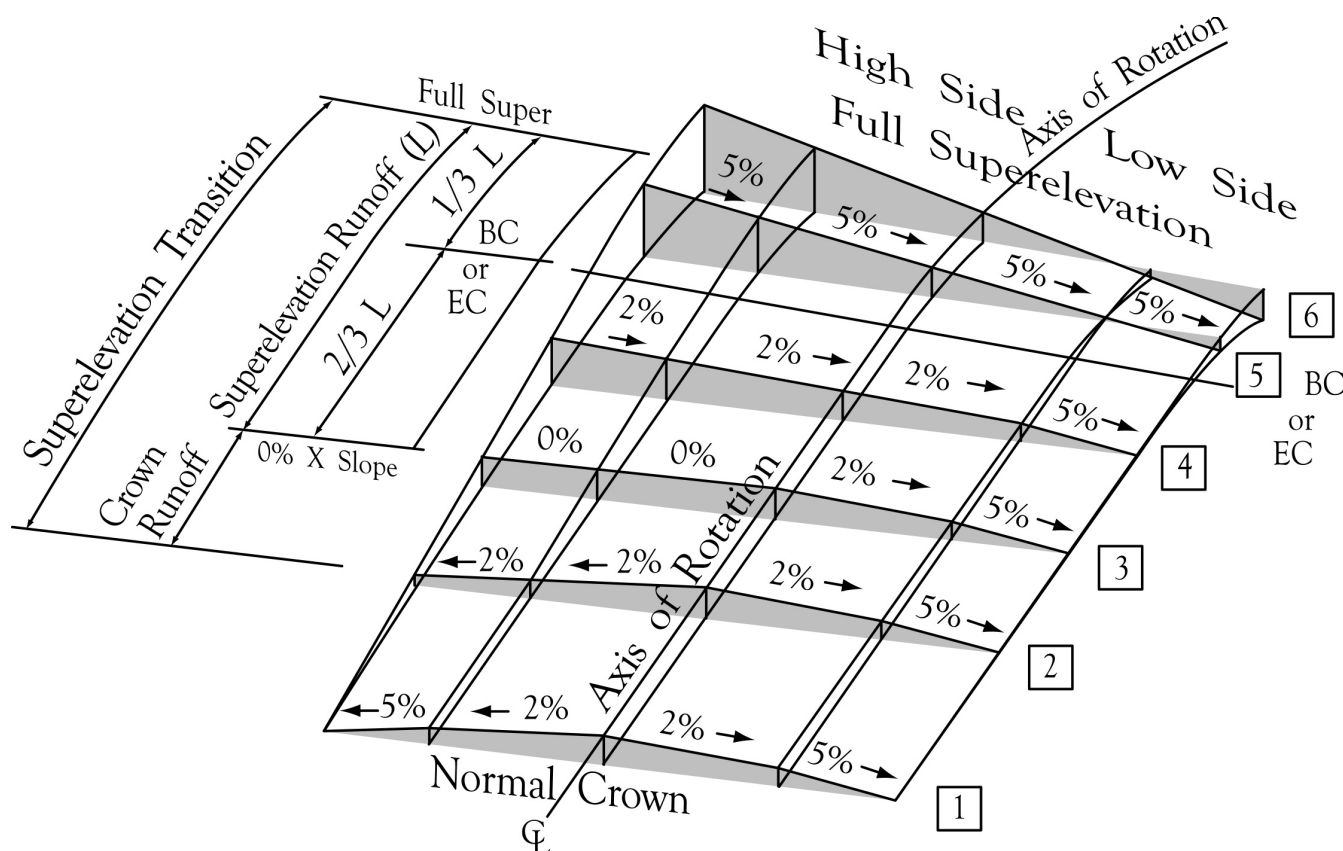 High Side
Low Side
Full Superelevation
Axis of Rotation
Full Super
Superelevation Transition
Superelevation Runoff (L)
1/3 L
BC
or
EC
2/3 L
0% X Slope
Crown
Runoff
5%
5%
5%
5%
6
5
BC
or
EC
2%
2%
2%
5%
4
0%
0%
2%
5%
3
2%
2%
2%
5%
2
Axis of Rotation
5%
2%
2%
5%
1
Normal Crown
℄